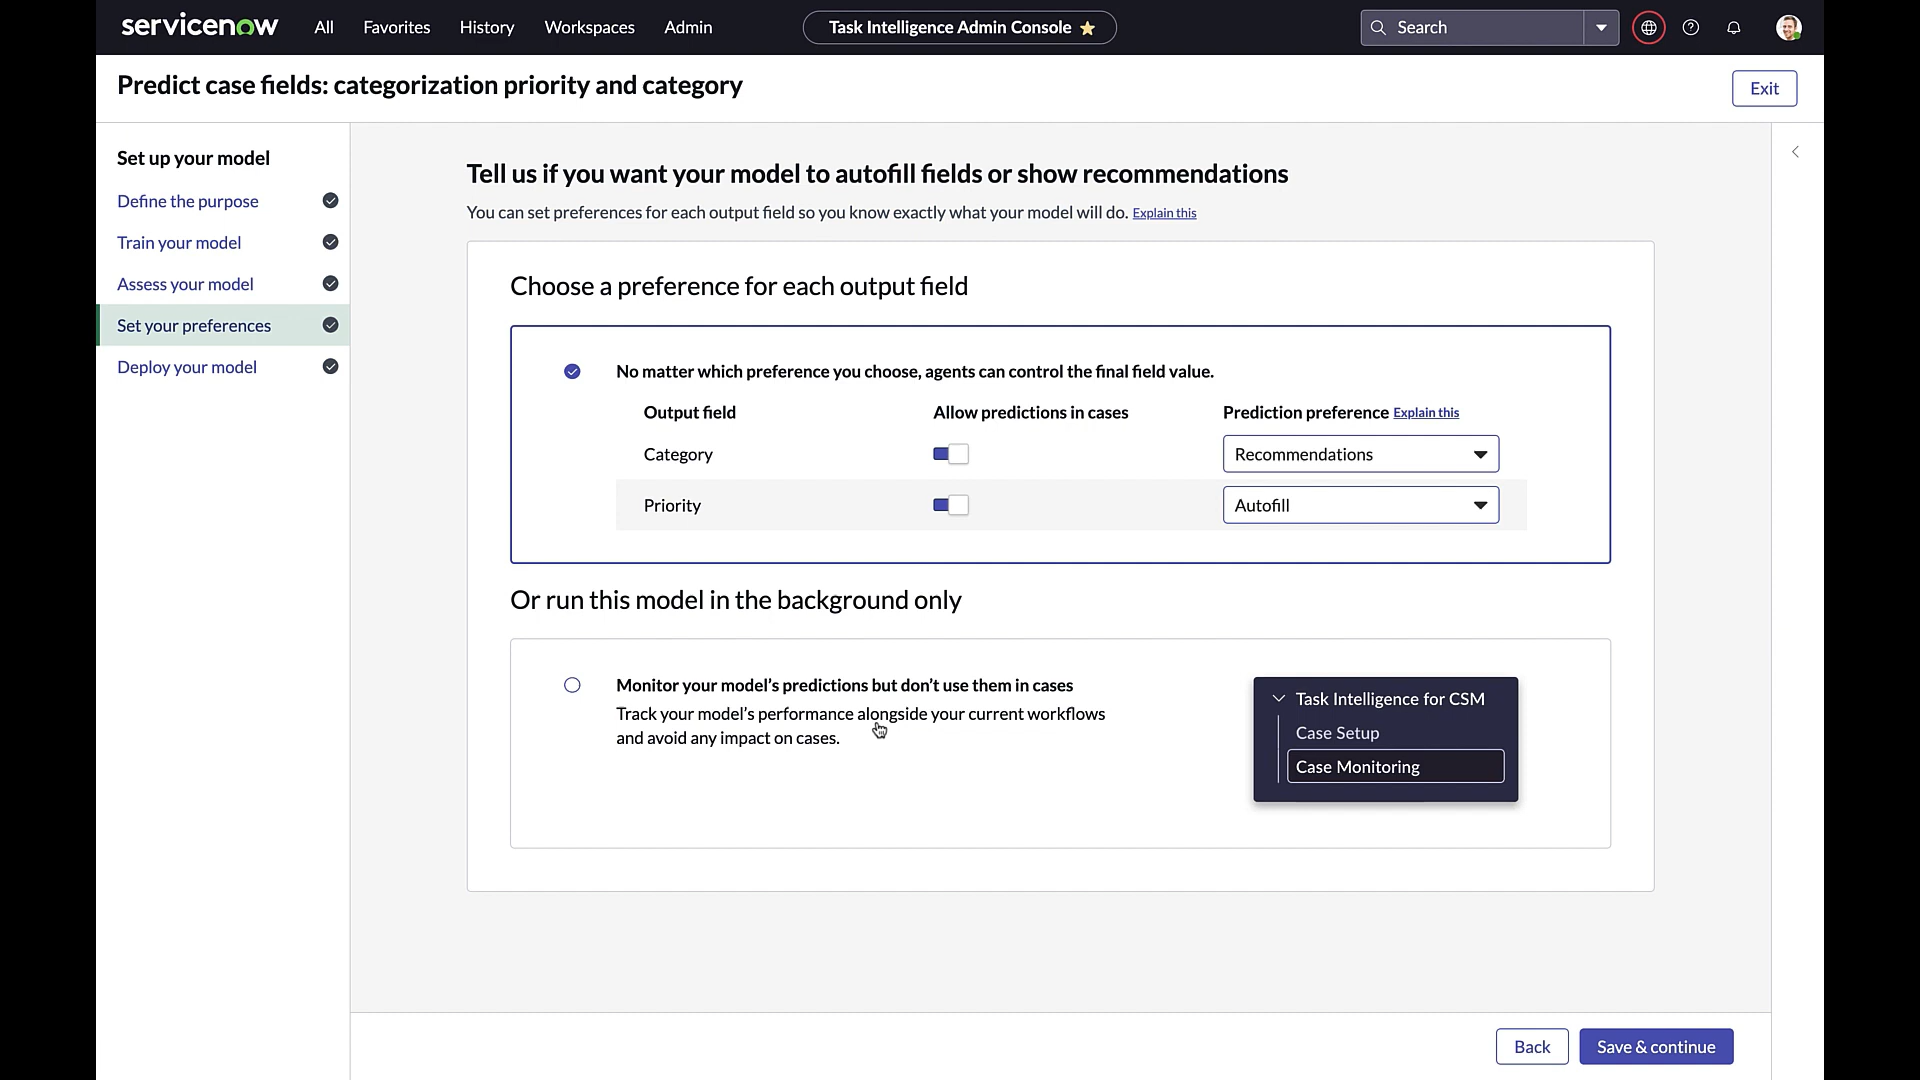 servicenow
All Favorites History Workspaces Admin
Task Intelligence Admin Console
Search
Predict case fields: categorization priority and category
Exit
Set up your model
Define the purpose
Train your model
Assess your model
Set your preferences
Deploy your model
Tell us if you want your model to autofill fields or show recommendations
You can set preferences for each output field so you know exactly what your model will do. Explain this
Choose a preference for each output field
No matter which preference you choose, agents can control the final field value.
Output field Allow predictions in cases Prediction preference Explain this
Category Recommendations
Priority Autofill
Or run this model in the background only
Monitor your model’s predictions but don’t use them in cases
Track your model’s performance alongside your current workflows
and avoid any impact on cases.
Task Intelligence for CSM
Case Setup
Case Monitoring
Back Save & continue